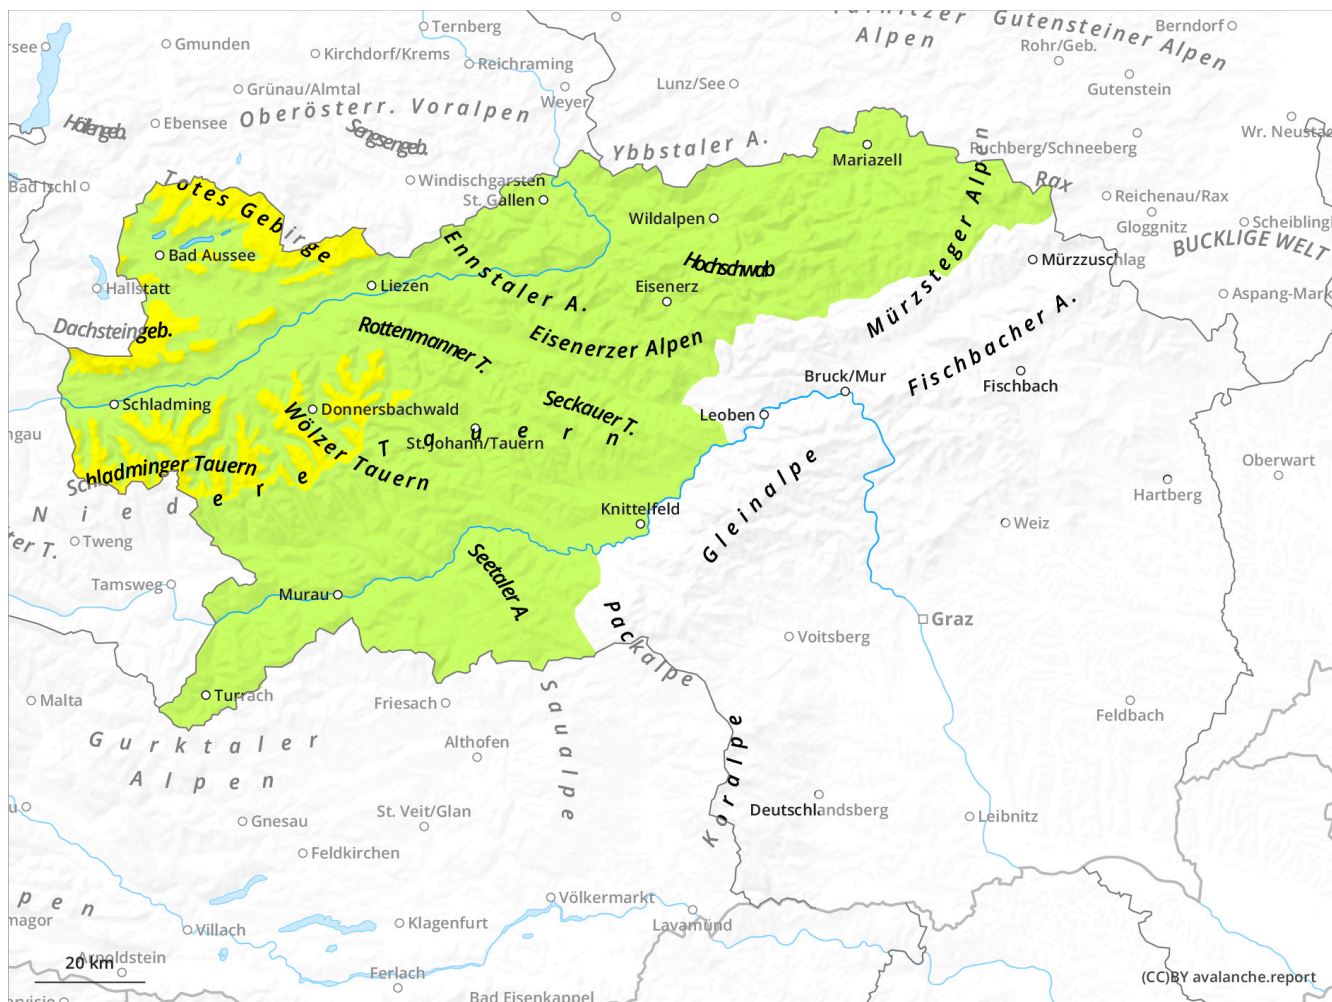 Ternberg
Gutensteiner Alpen
Berndorf
Alpen
Gmunden
Kirchdorf/Krems
Rohr/Geb.
Reichraming
Lunz/See
Grünau/Almtal
Weyer
Gutenstein
Oberösterr. Voralpen
Ebensee
Sengsengeb.
Höllengeb.
Ybbstaler A.
Mariazell
Puchberg/Schneeberg
Bad Ischl
Totes Gebirge
Windischgarsten
St. Gallen
Rax
Reichenau/Rax
Gloggnitz
Wildalpen
BUCKLIGE WELT
Bad Aussee
Ennstaler A.
Hochschwab
Mürzsteger Alpen
Mürzzuschlag
Hallstatt
Liezen
Eisenerz
Dachsteingeb.
Rottenmanner T.
Eisenerzer Alpen
Fischbacher A.
Bruck/Mur
Fischbach
Schladming
Donnersbachwald
Seckauer T.
Leoben
St. Johann/Tauern
Wölzer Tauern
Schladminger Tauern
Niedere Tauern
Gleinalpe
Oberwart
Hartberg
Knittelfeld
Weiz
Tweng
Seetaler A.
Tamsweg
Murau
Packalpe
Graz
Voitsberg
Malta
Turrach
Friesach
Saualpe
Feldbach
Gurktaler
Alpen
Althofen
Koralpe
Deutschlandsberg
Gnesau
St. Veit/Glan
Leibnitz
Feldkirchen
Völkermarkt
Klagenfurt
Lavamünd
Villach
Arnoldstein
20 km
Ferlach
Bad Eisenkappel
(CC)BY avalanche.report